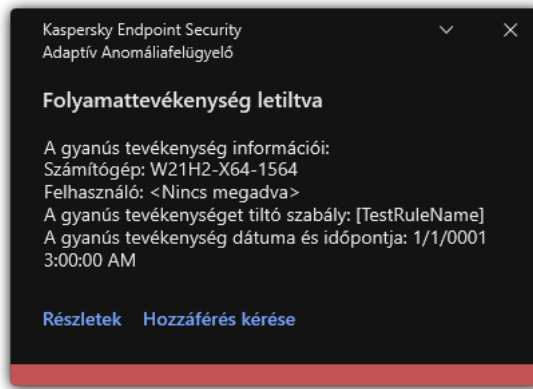 Kaspersky Endpoint Security
Adaptív Anomáliafelügyelő
Folyamattevékenység letiltva
A gyanús tevékenység információi:
Számítógép: W21H2-X64-1564
Felhasználó: <Nincs megadva>
A gyanús tevékenységet tiltó szabály: [TestRuleName]
A gyanús tevékenység dátuma és időpontja: 1/1/0001
3:00:00 AM
Részletek Hozzáférés kérése